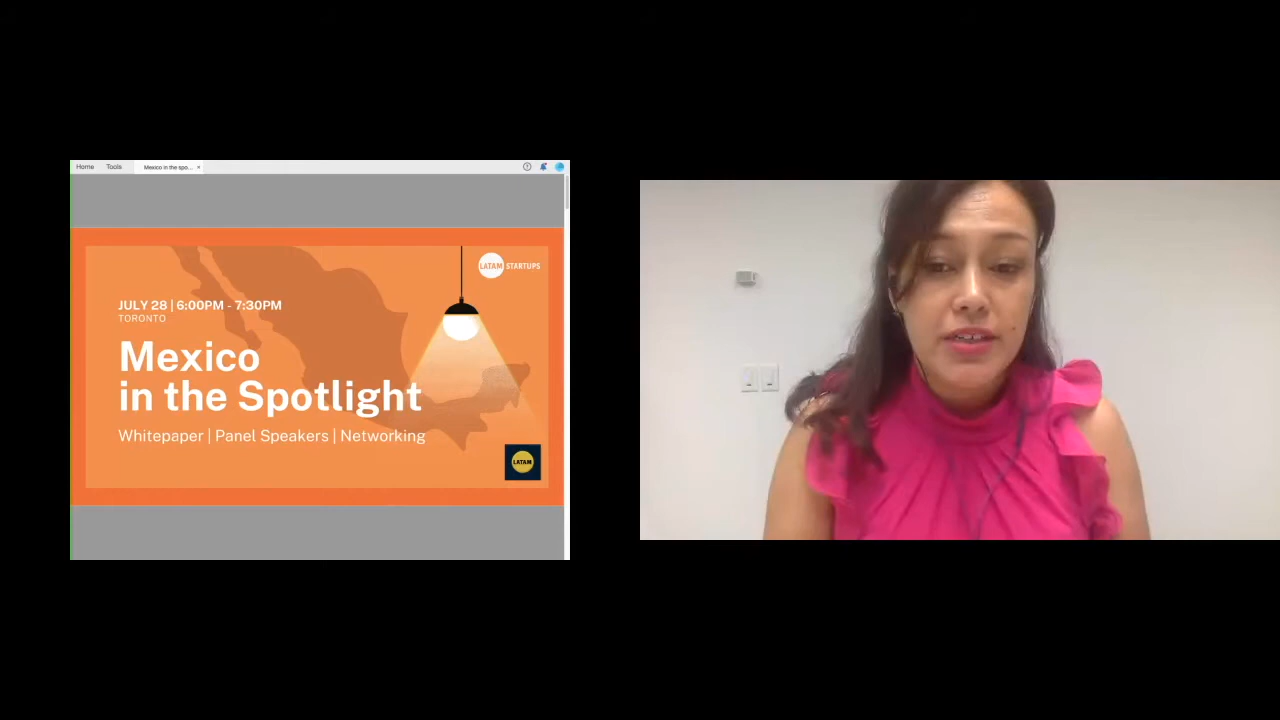 Home Tools Mexico in the spo... ×
LATAM STARTUPS
JULY 28 | 6:00PM - 7:30PM
TORONTO
Mexico
in the Spotlight
Whitepaper | Panel Speakers | Networking
LATAM